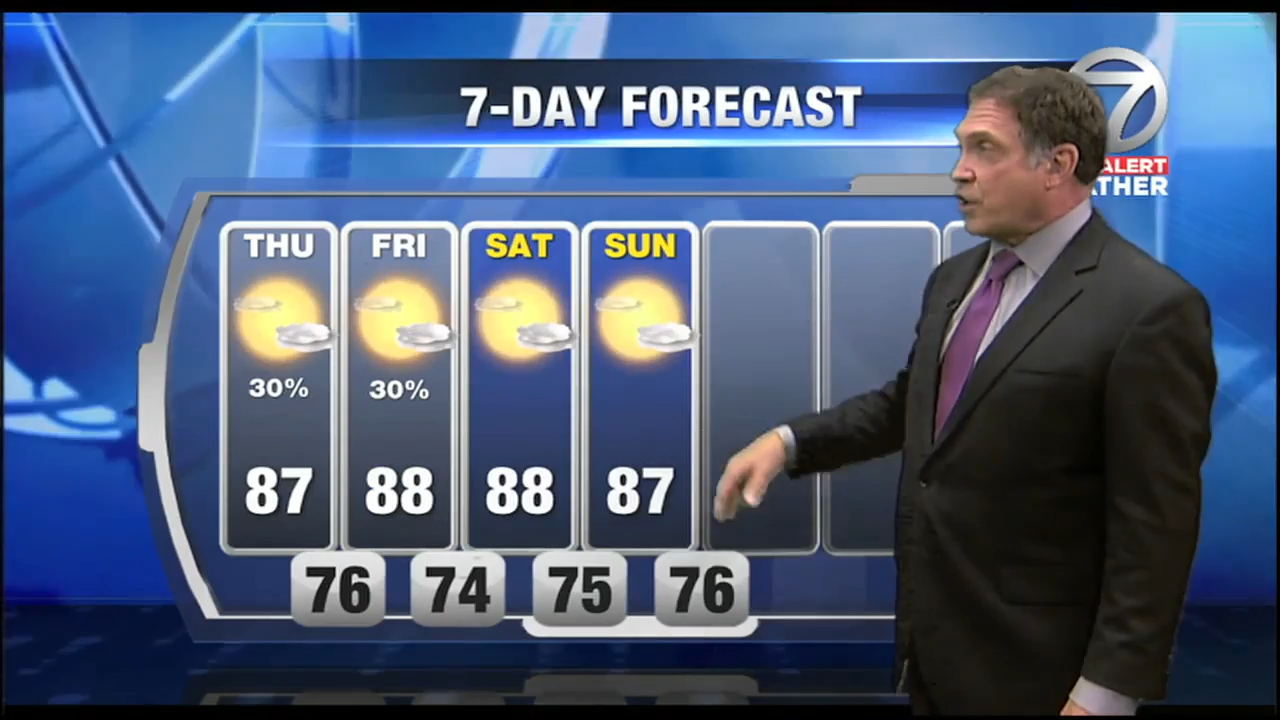 7-DAY FORECAST
7
ALERT
THER
THU FRI SAT SUN
30% 30%
87 88 88 87
76 74 75 76